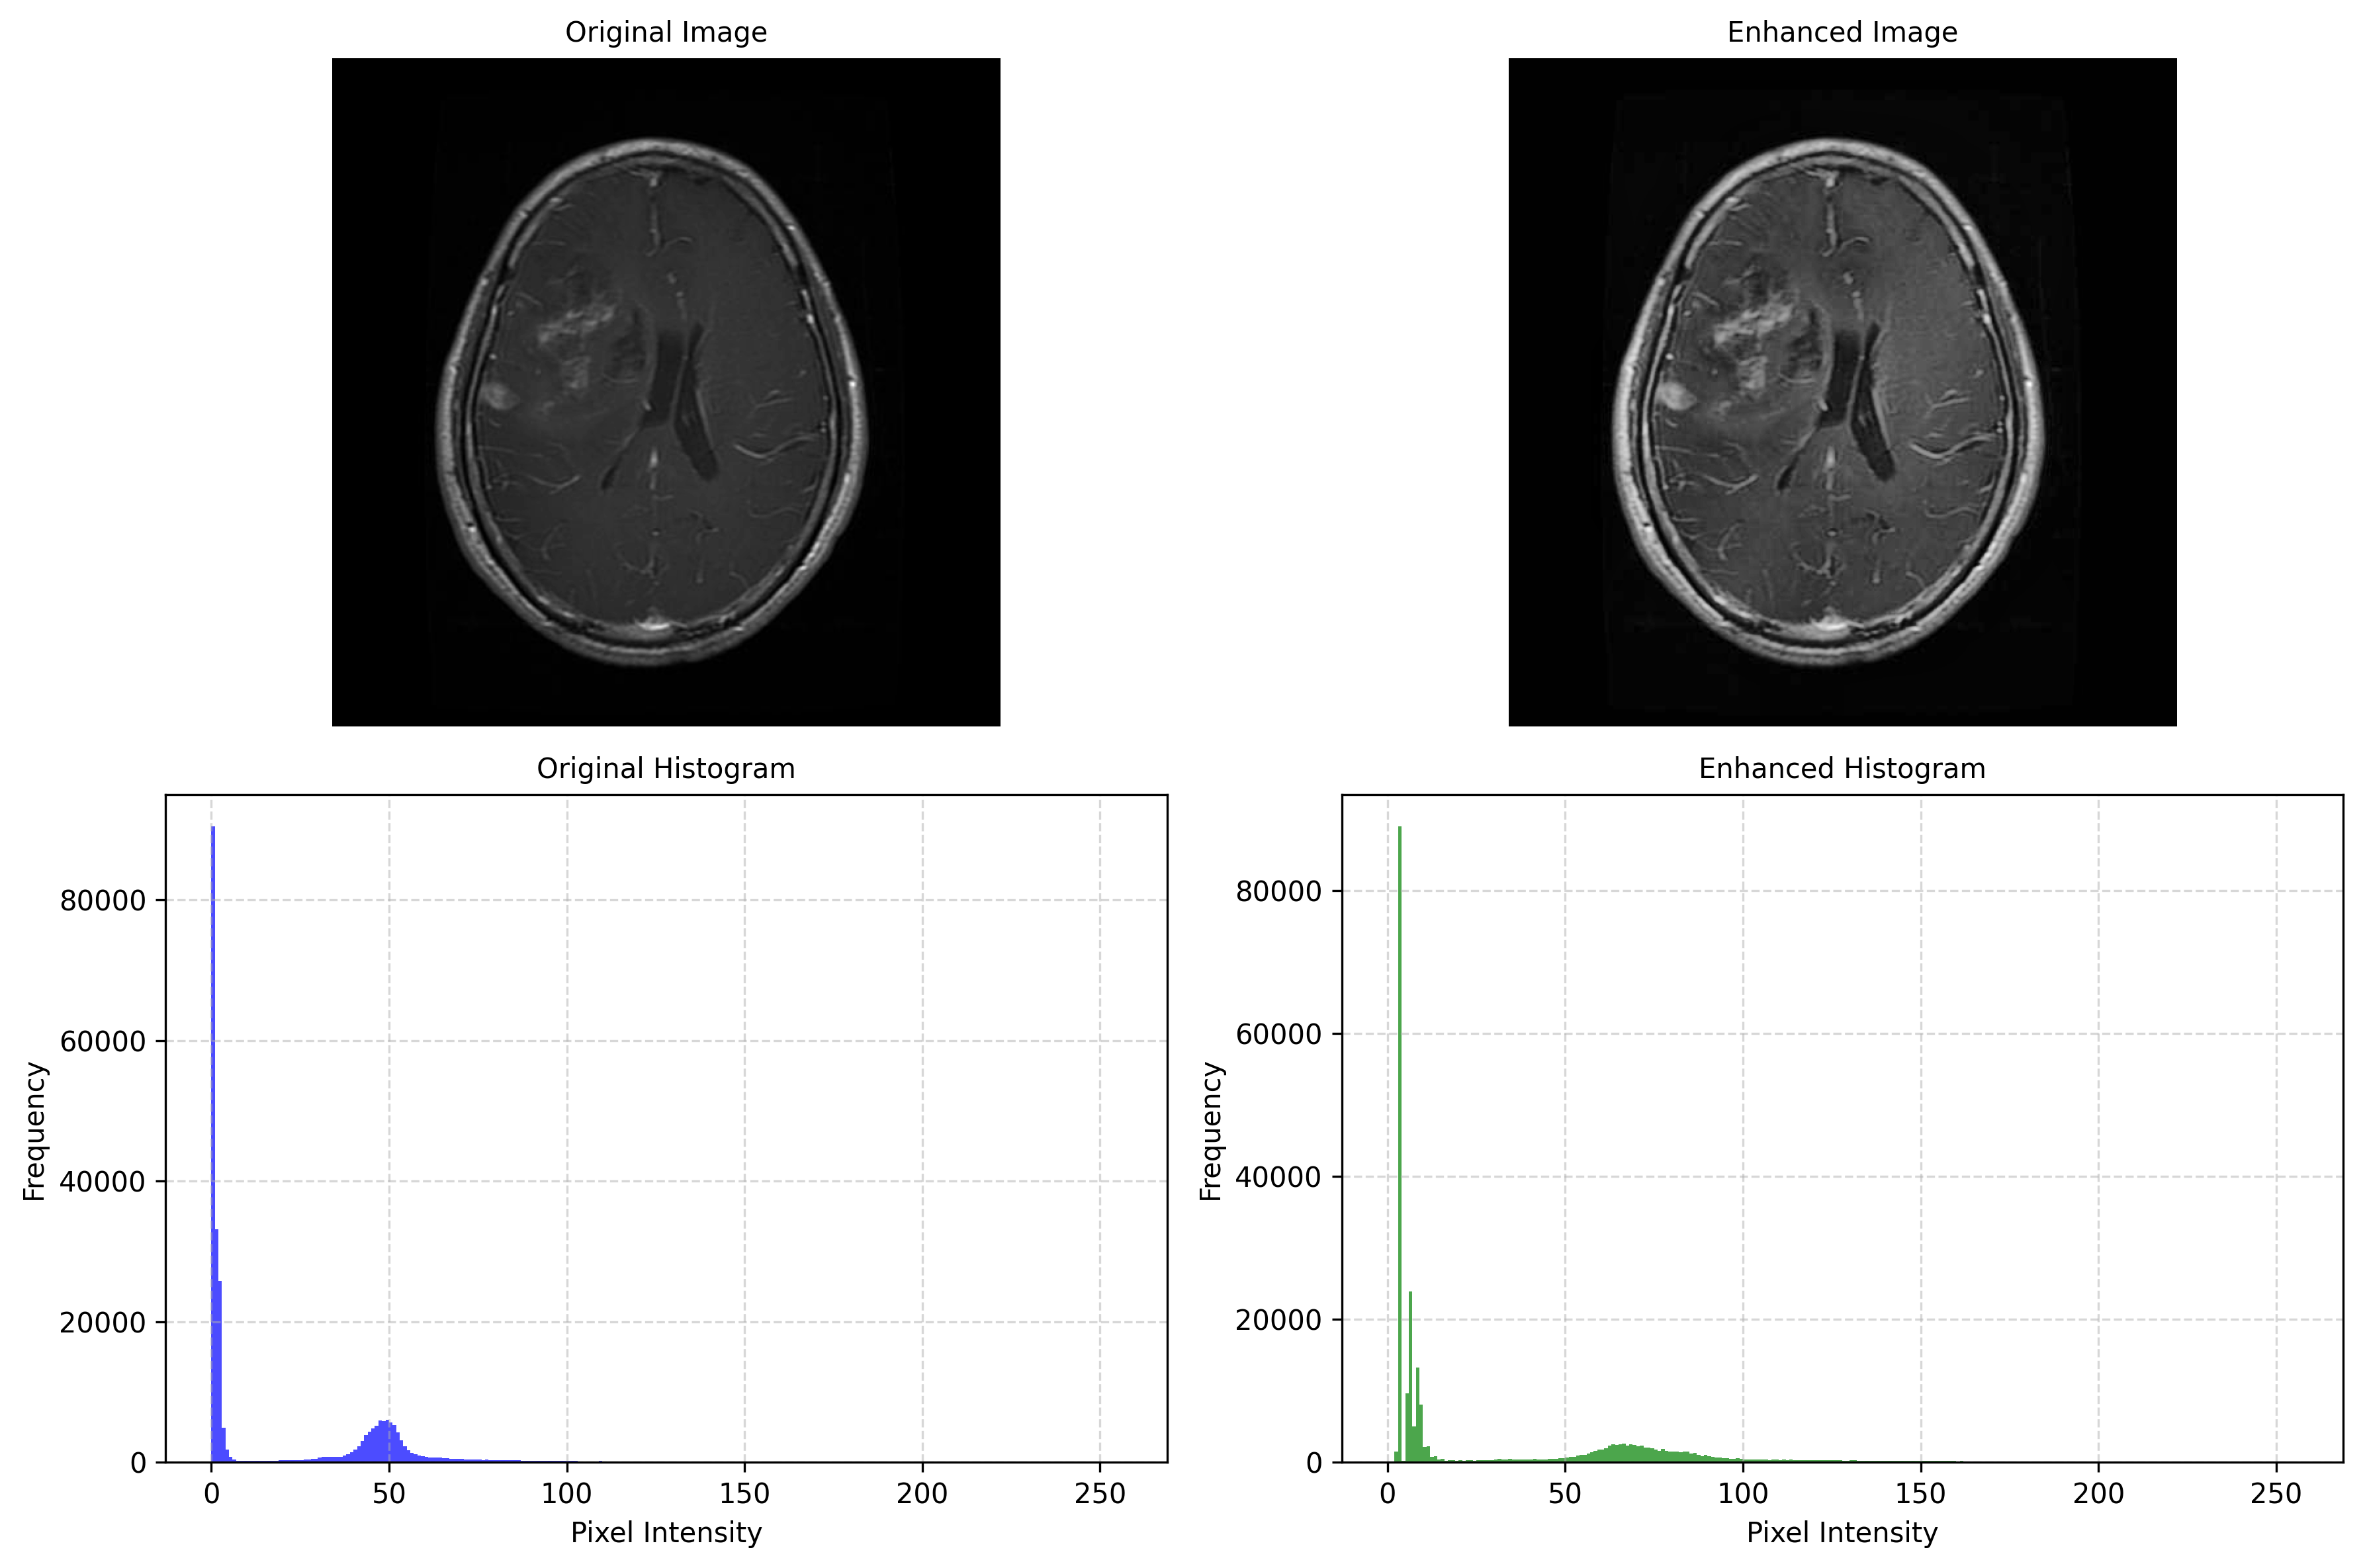 Original Image
Enhanced Image
Original Histogram
Enhanced Histogram
Frequency
80000
60000
40000
20000
0
0 50 100 150 200 250
Pixel Intensity
Frequency
80000
60000
40000
20000
0
0 50 100 150 200 250
Pixel Intensity